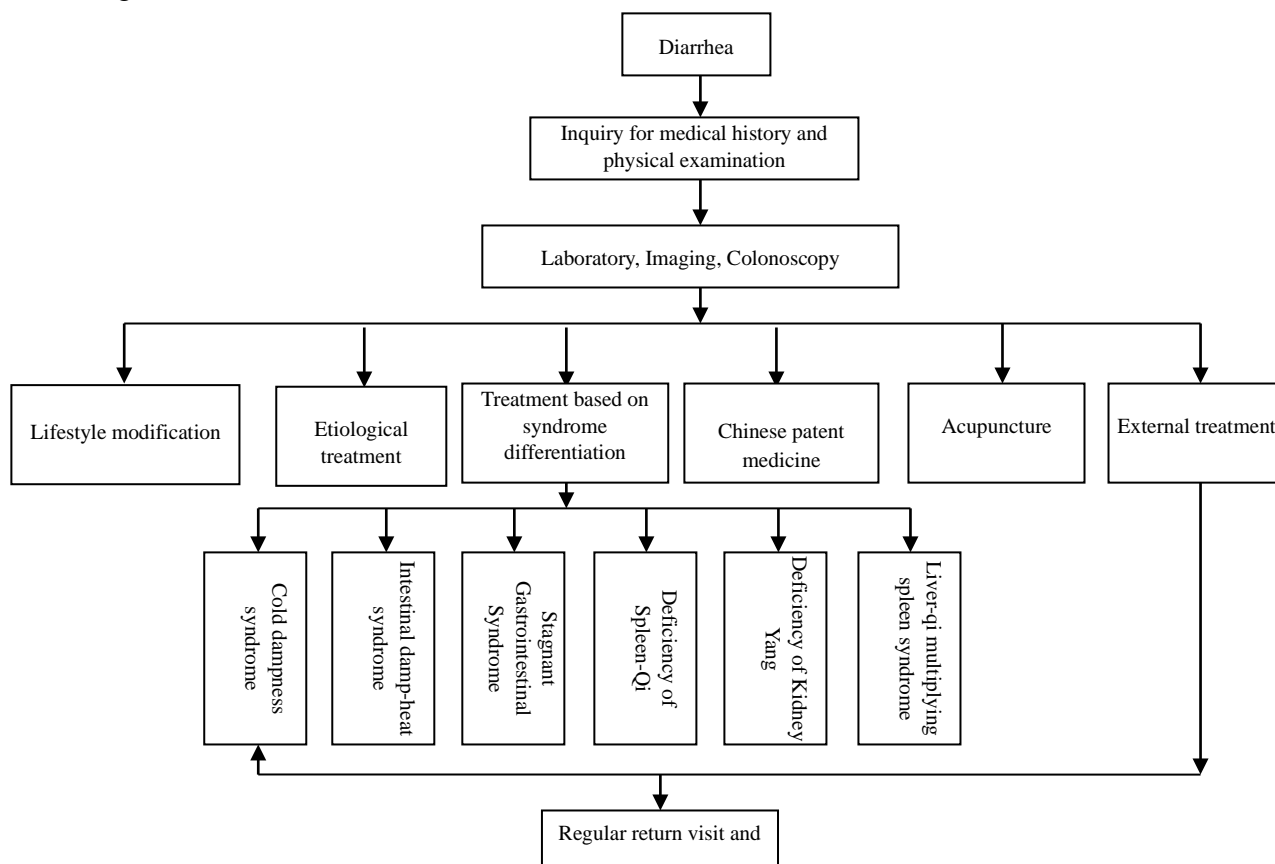 Diarrhea
Inquiry for medical history and
physical examination
Laboratory, Imaging, Colonoscopy
Lifestyle modification
Etiological
treatment
Treatment based on
syndrome
differentiation
Chinese patent
medicine
Acupuncture
External treatment
Cold dampness
syndrome
Intestinal damp-heat
syndrome
Stagnant
Gastrointestinal
Syndrome
Deficiency of
Spleen-Qi
Deficiency of Kidney
Yang
Liver-qi multiplying
spleen syndrome
Regular return visit and